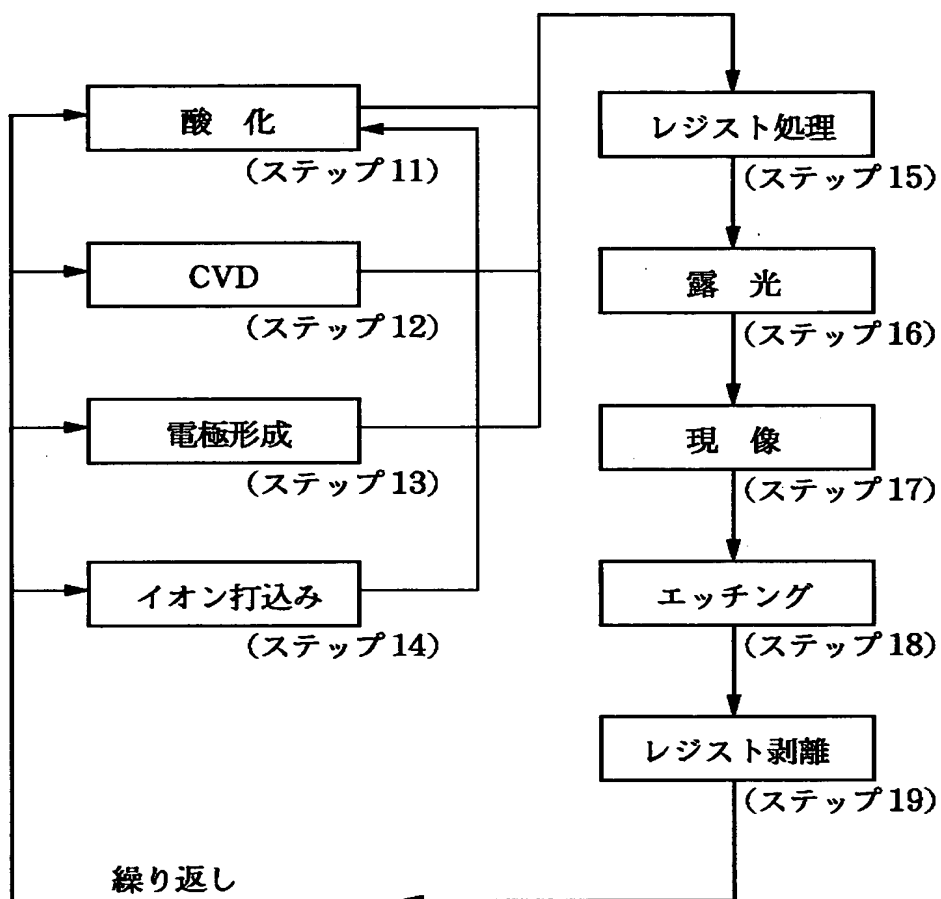 酸 化
(ステップ11)
CVD
(ステップ12)
電極形成
(ステップ13)
イオン打込み
(ステップ14)
レジスト処理
(ステップ15)
露 光
(ステップ16)
現 像
(ステップ17)
エッチング
(ステップ18)
レジスト剥離
(ステップ19)
繰り返し